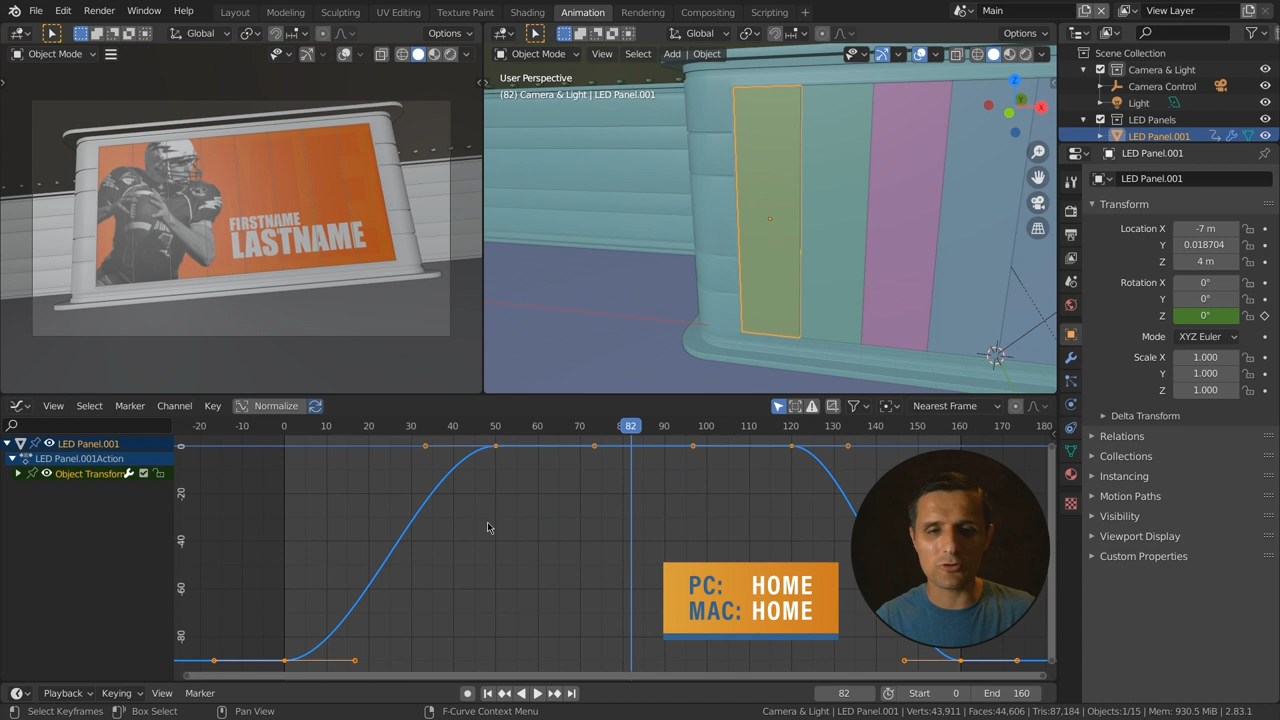 File Edit Render Window Help Layout Modeling Sculpting UV Editing Texture Paint Shading Animation Rendering Compositing Scripting + Main View Layer
Global Options Global Options
Object Mode Object Mode View Select Add Object
User Perspective
(82) Camera & Light | LED Panel.001
Z
Y
X
FIRSTNAME
LASTNAME
Scene Collection
Camera & Light
Camera Control
Light
LED Panels
LED Panel.001
LED Panel.001
LED Panel.001
Transform
Location X -7 m
Y 0.018704
Z 4 m
Rotation X 0°
Y 0°
Z 0°
Mode XYZ Euler
Scale X 1.000
Y 1.000
Z 1.000
Delta Transform
Relations
Collections
Instancing
Motion Paths
Visibility
Viewport Display
Custom Properties
View Select Marker Channel Key Normalize Nearest Frame
-20 -10 0 10 20 30 40 50 60 70 82 90 100 110 120 130 140 150 160 170 180
LED Panel.001
LED Panel.001Action
Object Transform
0
-20
-40
-60
-80
PC: HOME
MAC: HOME
Playback Keying View Marker 82 Start 0 End 160
Select Keyframes Box Select Pan View F-Curve Context Menu Camera & Light | LED Panel.001 | Verts:43,911 | Faces:44,606 | Tris:87,184 | Objects:1/15 | Mem: 930.5 MiB | 2.83.1